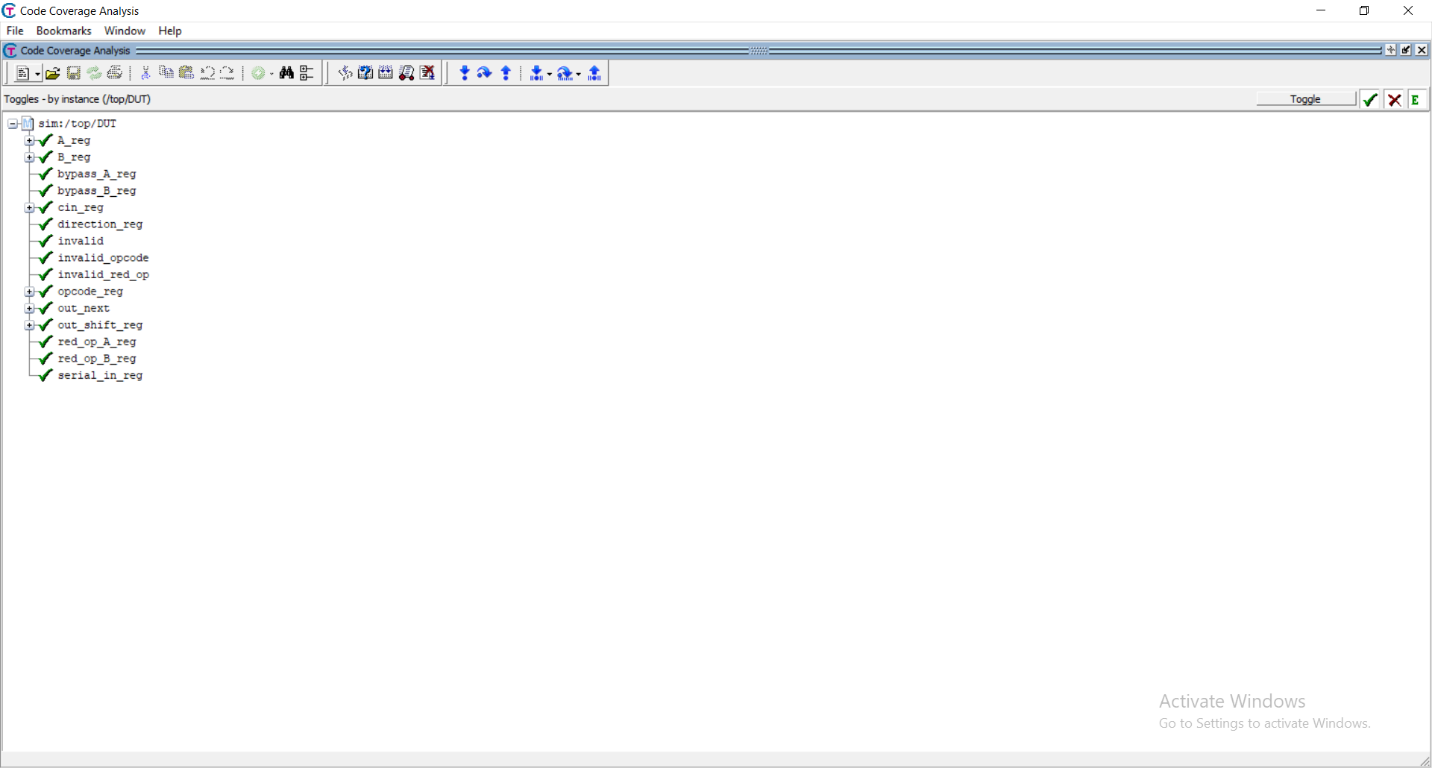 Code Coverage Analysis
File Bookmarks Window Help
Code Coverage Analysis
Toggles - by instance (/top/DUT)
Toggle
E
sim:/top/DUT
A_reg
B_reg
bypass_A_reg
bypass_B_reg
cin_reg
direction_reg
invalid
invalid_opcode
invalid_red_op
opcode_reg
out_next
out_shift_reg
red_op_A_reg
red_op_B_reg
serial_in_reg
Activate Windows
Go to Settings to activate Windows.